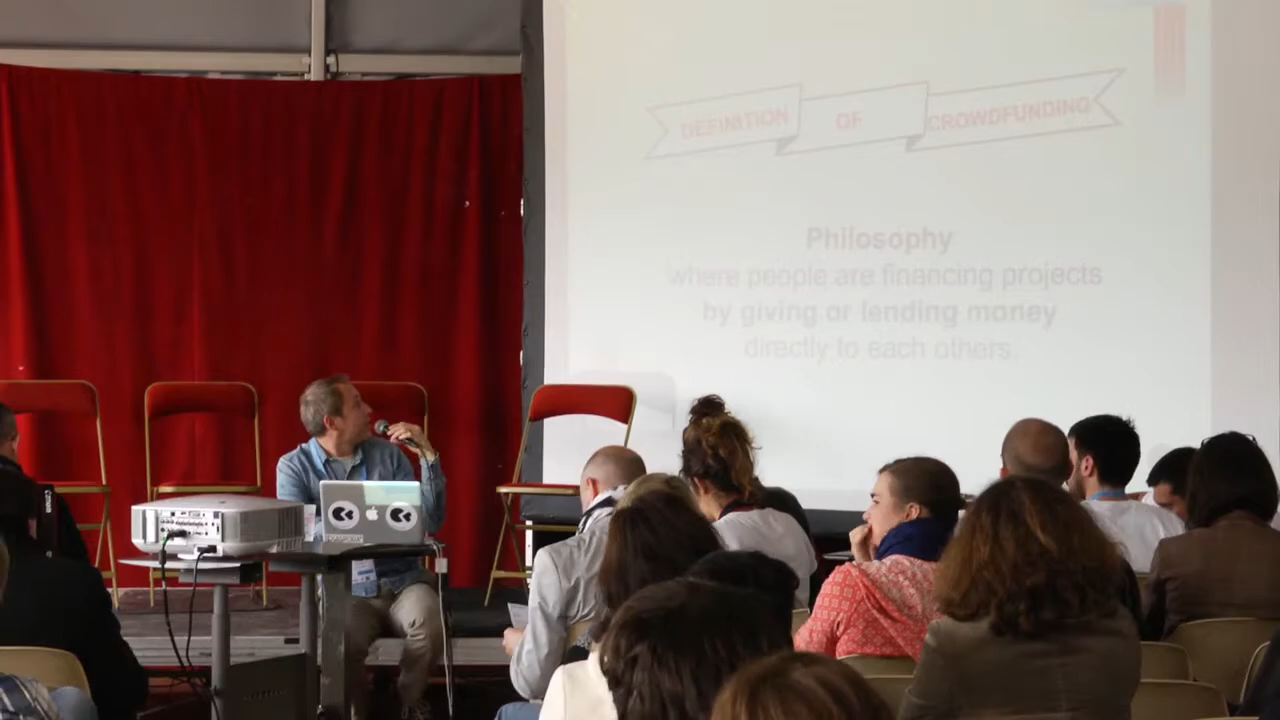 DEFINITION OF CROWDFUNDING
Philosophy
where people are financing projects
by giving or lending money
directly to each others